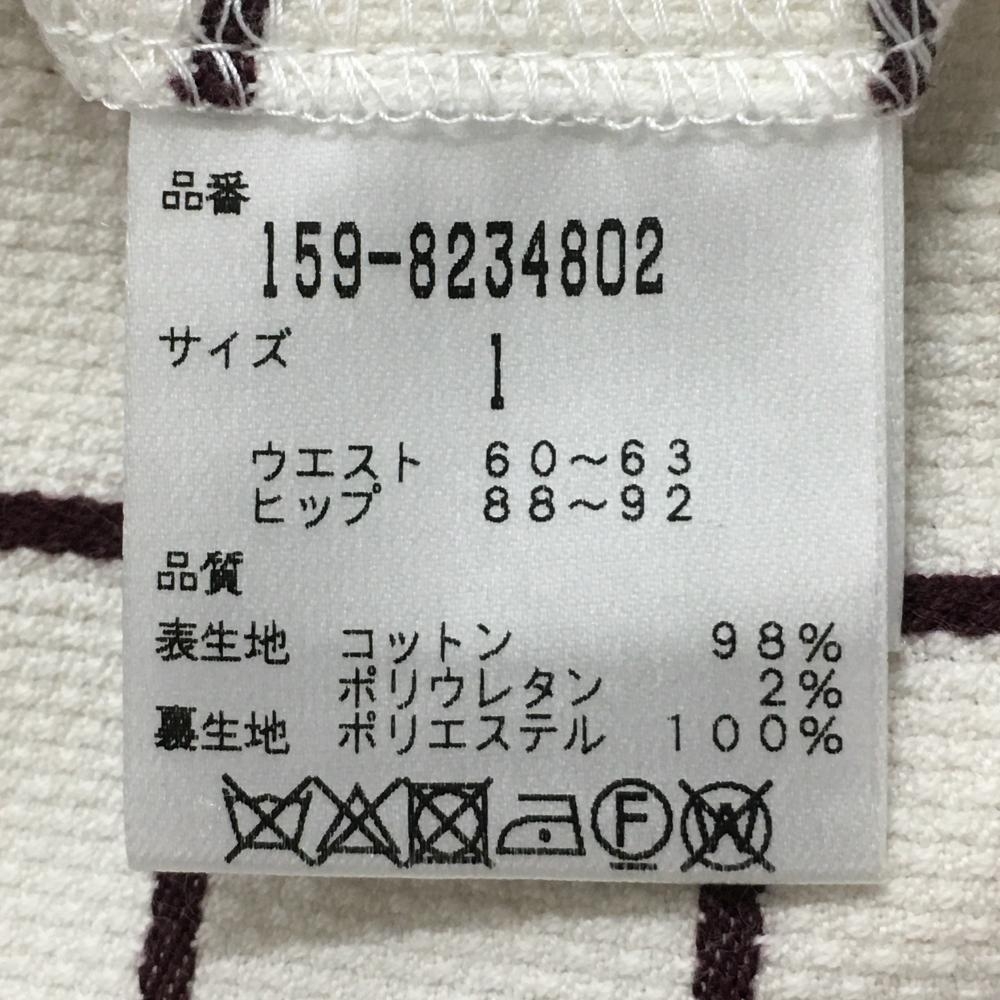 品番
159-8234802
サイズ 1
ウエスト 60～63
ヒップ 88～92
品質
表生地 コットン 98%
ポリウレタン 2%
裏生地 ポリエステル 100%
F W